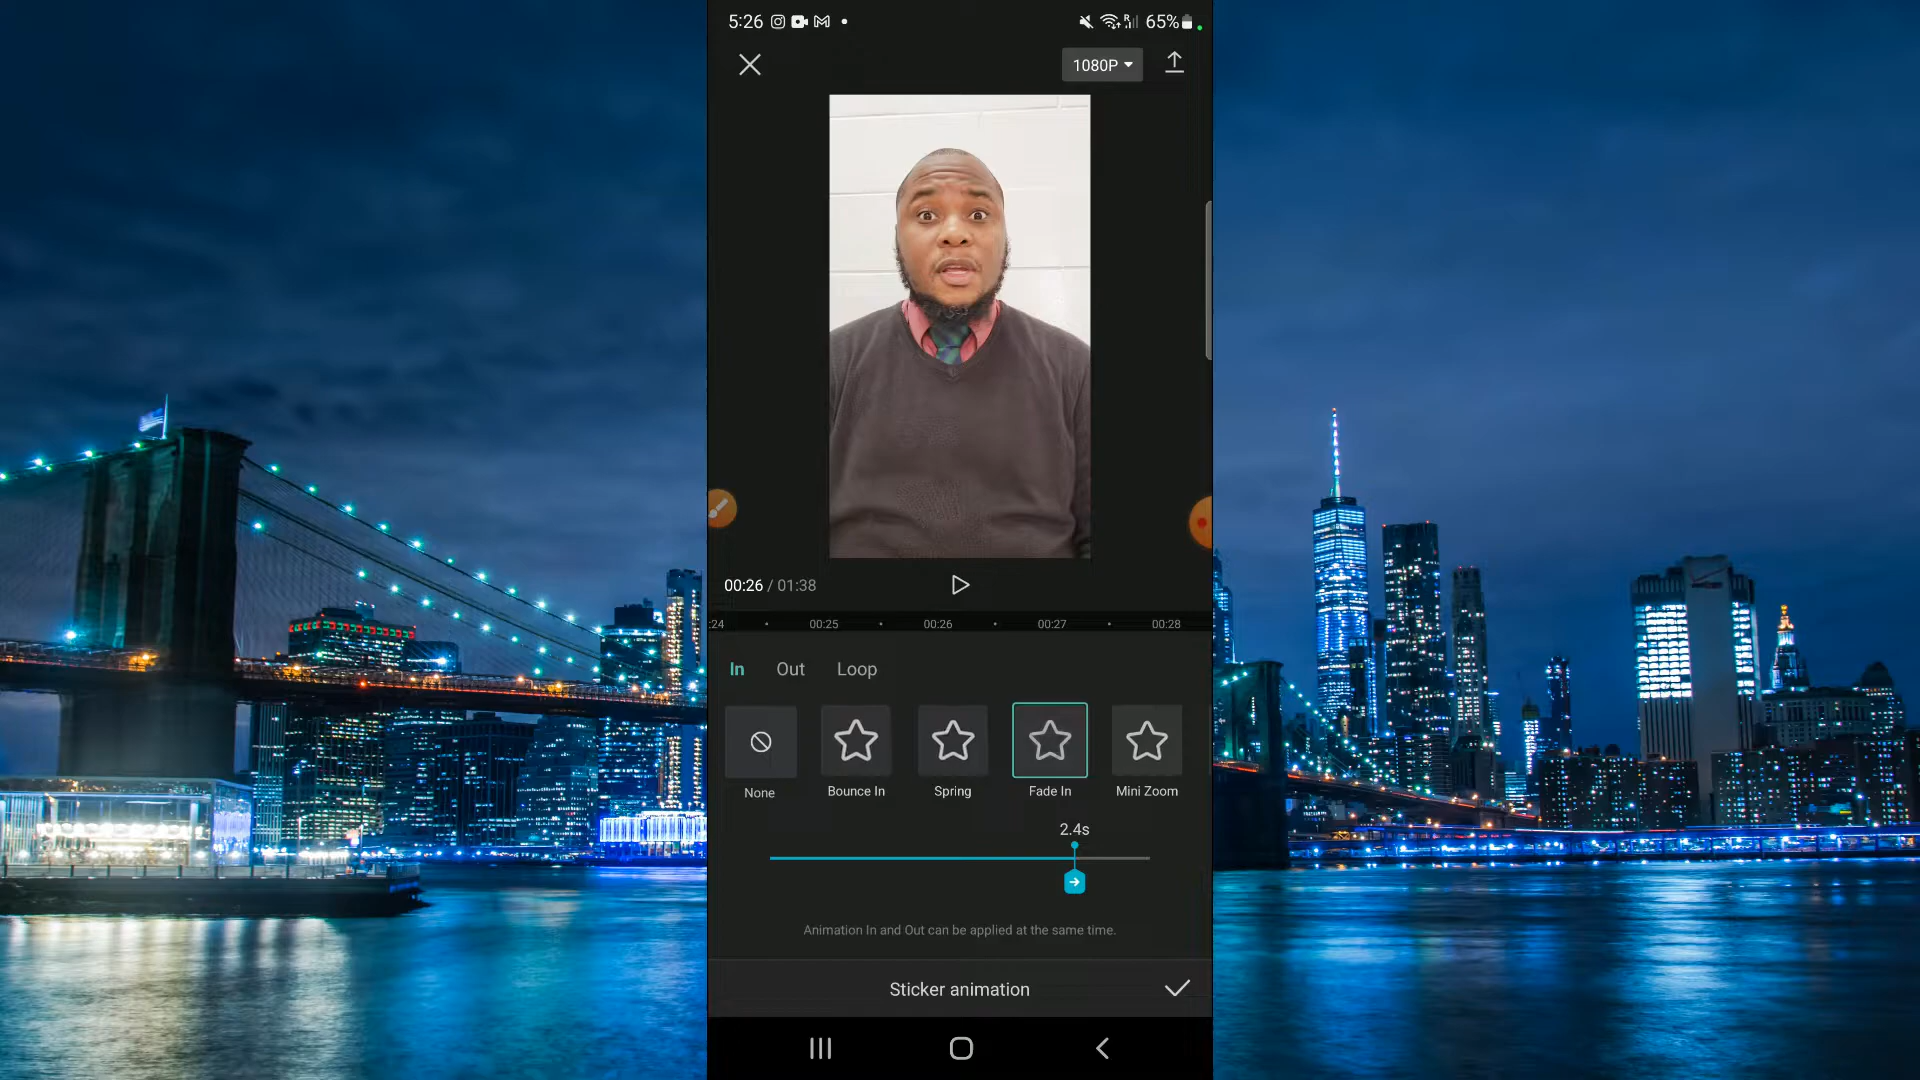 5:26 65%
1080P
00:26 / 01:38
:24 00:25 00:26 00:27 00:28
In Out Loop
None Bounce In Spring Fade In Mini Zoom
2.4s
Animation In and Out can be applied at the same time.
Sticker animation